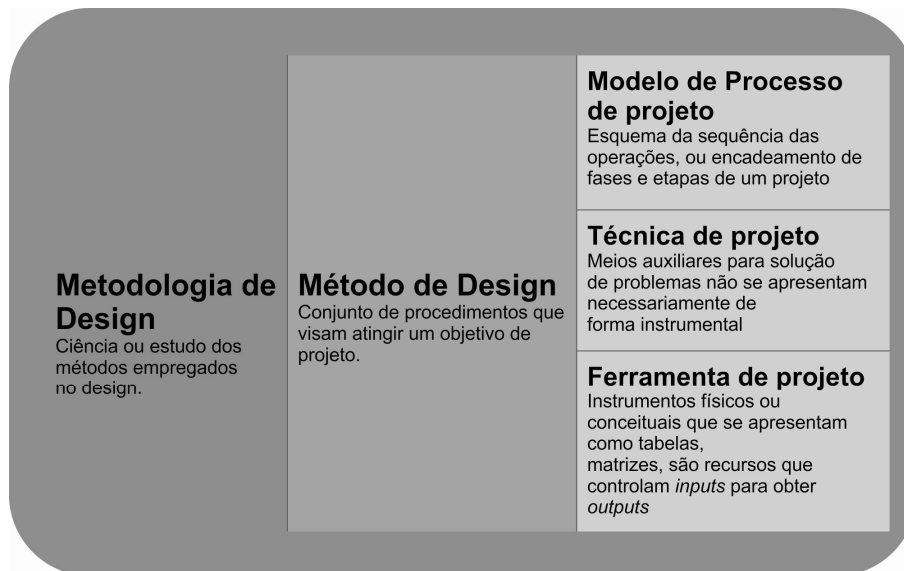 Metodologia de
Design
Ciência ou estudo dos
métodos empregados
no design.
Método de Design
Conjunto de procedimentos que
visam atingir um objetivo de
projeto.
Modelo de Processo
de projeto
Esquema da sequência das
operações, ou encadeamento de
fases e etapas de um projeto
Técnica de projeto
Meios auxiliares para solução
de problemas não se apresentam
necessariamente de
forma instrumental
Ferramenta de projeto
Instrumentos físicos ou
conceituais que se apresentam
como tabelas,
matrizes, são recursos que
controlam inputs para obter
outputs